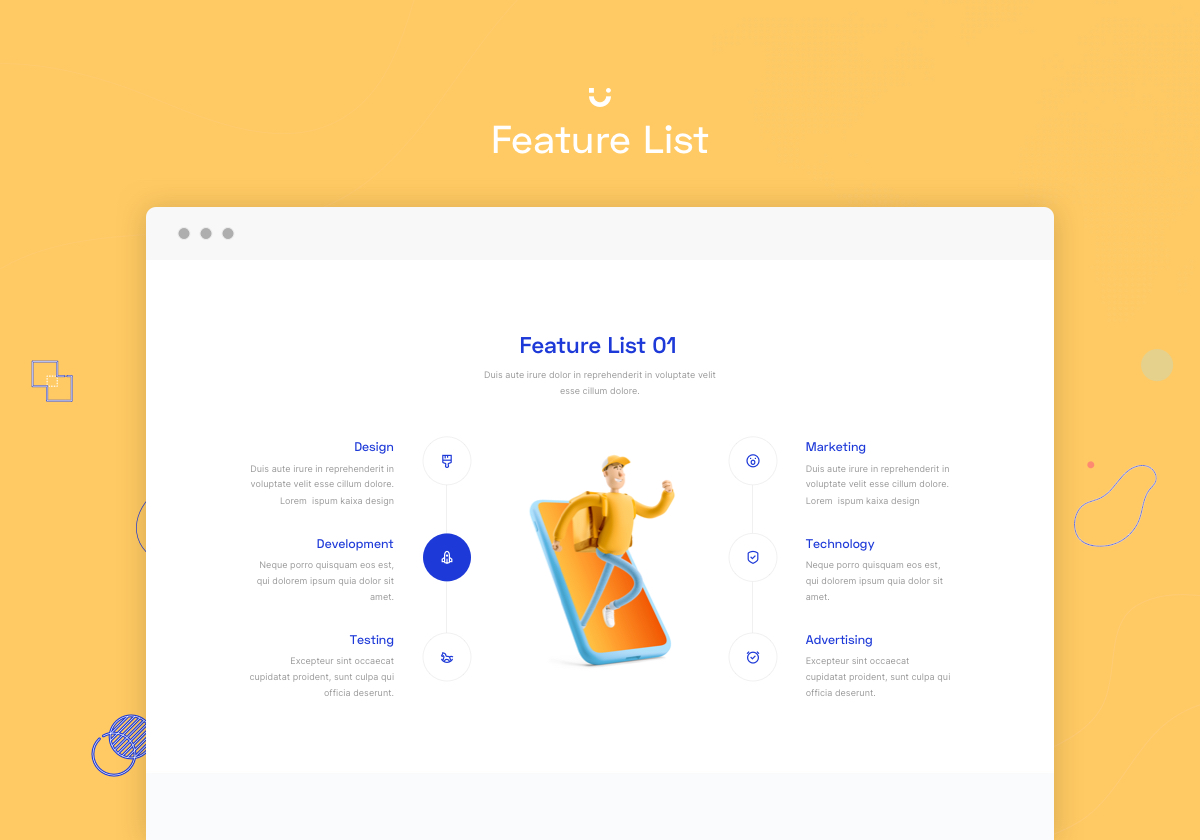 Feature List
Feature List 01
Duis aute irure dolor in reprehenderit in voluptate velit
esse cillum dolore.
Design
Duis aute irure in reprehenderit in
voluptate velit esse cillum dolore.
Lorem ispum kaixa design
Development
Neque porro quisquam eos est,
qui dolorem ipsum quia dolor sit
amet.
Testing
Excepteur sint occaecat
cupidatat proident, sunt culpa qui
officia deserunt.
Marketing
Duis aute irure in reprehenderit in
voluptate velit esse cillum dolore.
Lorem ispum kaixa design
Technology
Neque porro quisquam eos est,
qui dolorem ipsum quia dolor sit
amet.
Advertising
Excepteur sint occaecat
cupidatat proident, sunt culpa qui
officia deserunt.